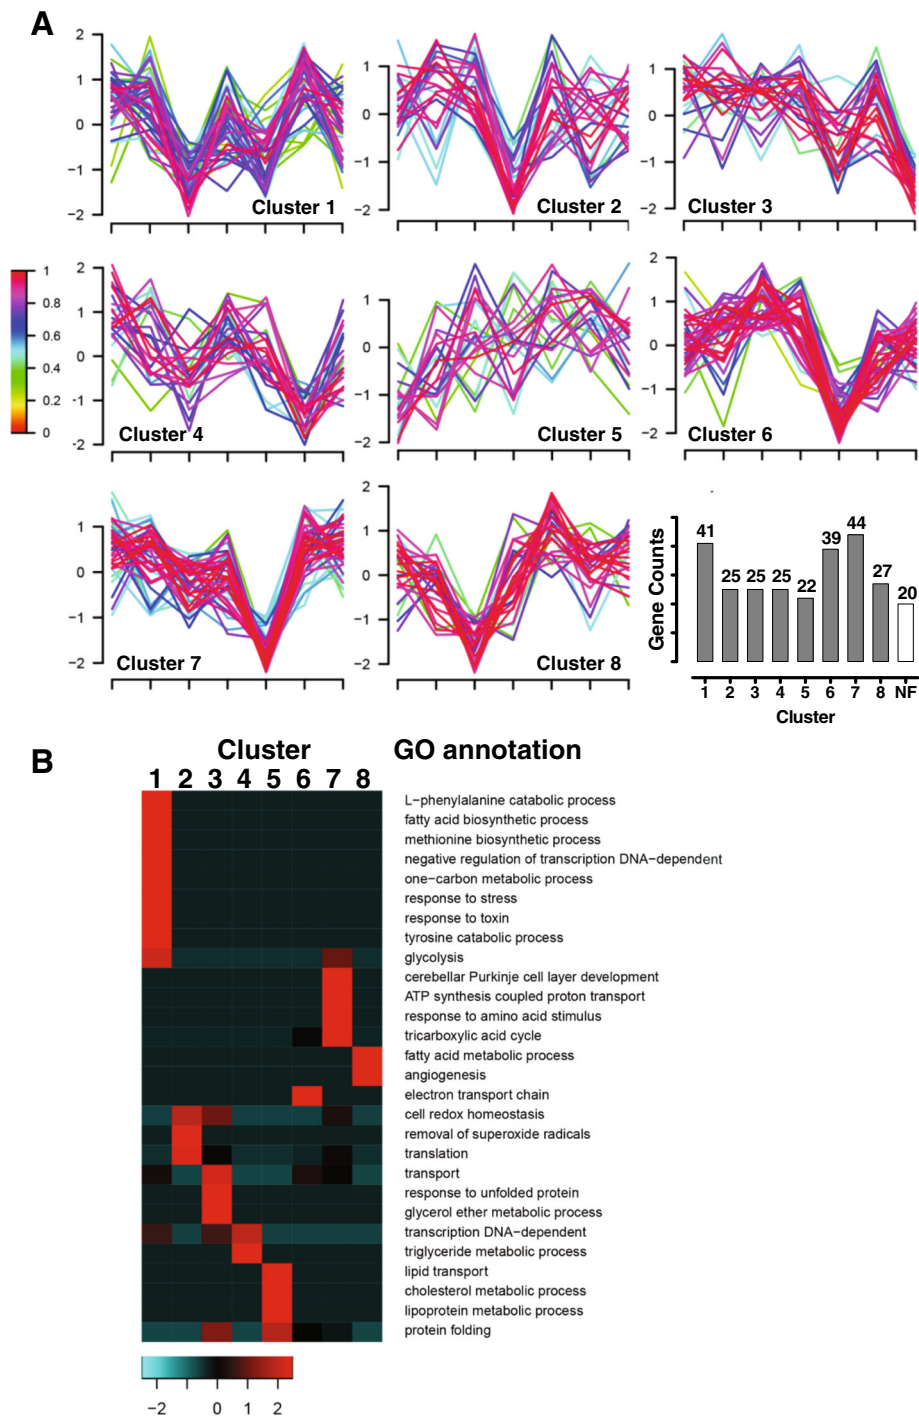 A
2
1
0
−1
−2
Cluster 1
1
0
−1
−2
Cluster 2
1
0
−1
−2
Cluster 3
1
0.8
0.6
0.4
0.2
0
2
1
0
-1
-2
Cluster 4
1
0
−1
−2
Cluster 5
2
1
0
−1
−2
Cluster 6
1
0
−1
−2
Cluster 7
2
1
0
−1
−2
Cluster 8
Gene Counts
41 25 25 25 22 39 44 27 20
1 2 3 4 5 6 7 8 NF
Cluster
B
Cluster GO annotation
1 2 3 4 5 6 7 8
L−phenylalanine catabolic process
fatty acid biosynthetic process
methionine biosynthetic process
negative regulation of transcription DNA−dependent
one−carbon metabolic process
response to stress
response to toxin
tyrosine catabolic process
glycolysis
cerebellar Purkinje cell layer development
ATP synthesis coupled proton transport
response to amino acid stimulus
tricarboxylic acid cycle
fatty acid metabolic process
angiogenesis
electron transport chain
cell redox homeostasis
removal of superoxide radicals
translation
transport
response to unfolded protein
glycerol ether metabolic process
transcription DNA−dependent
triglyceride metabolic process
lipid transport
cholesterol metabolic process
lipoprotein metabolic process
protein folding
−2 0 1 2